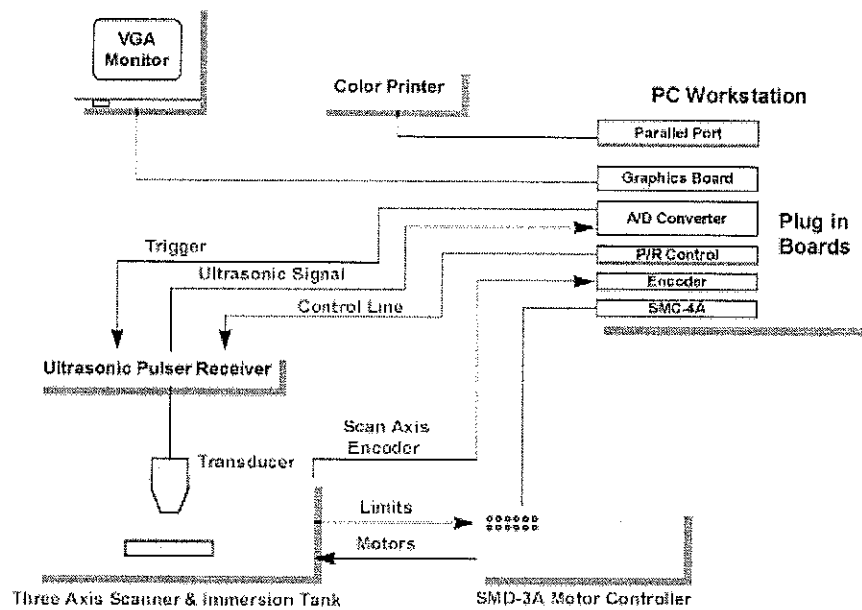 VGA
Monitor
Color Printer
PC Workstation
Parallel Port
Graphics Board
A/D Converter
Plug in
Boards
Trigger
P/R Control
Ultrasonic Signal
Encoder
Control Line
SMC-4A
Ultrasonic Pulser Receiver
Scan Axis
Encoder
Transducer
Limits
Motors
Three Axis Scanner & Immersion Tank
SMD-3A Motor Controller